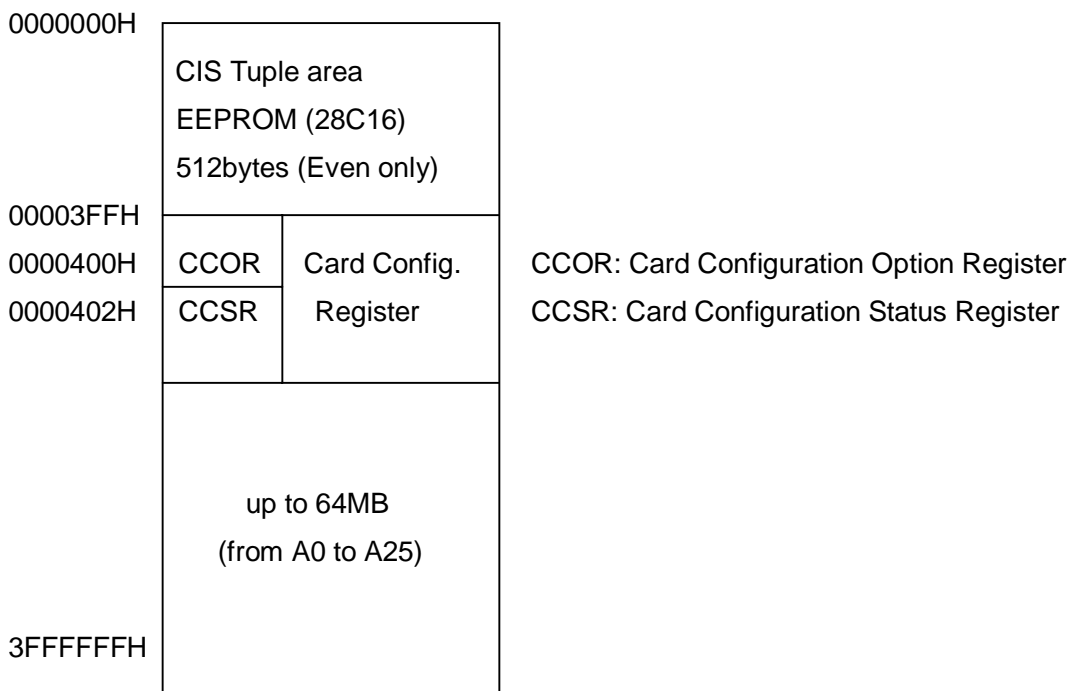 0000000H
CIS Tuple area
EEPROM (28C16)
512bytes (Even only)
00003FFH
0000400H CCOR Card Config. CCOR: Card Configuration Option Register
0000402H CCSR Register CCSR: Card Configuration Status Register
up to 64MB
(from A0 to A25)
3FFFFFFH